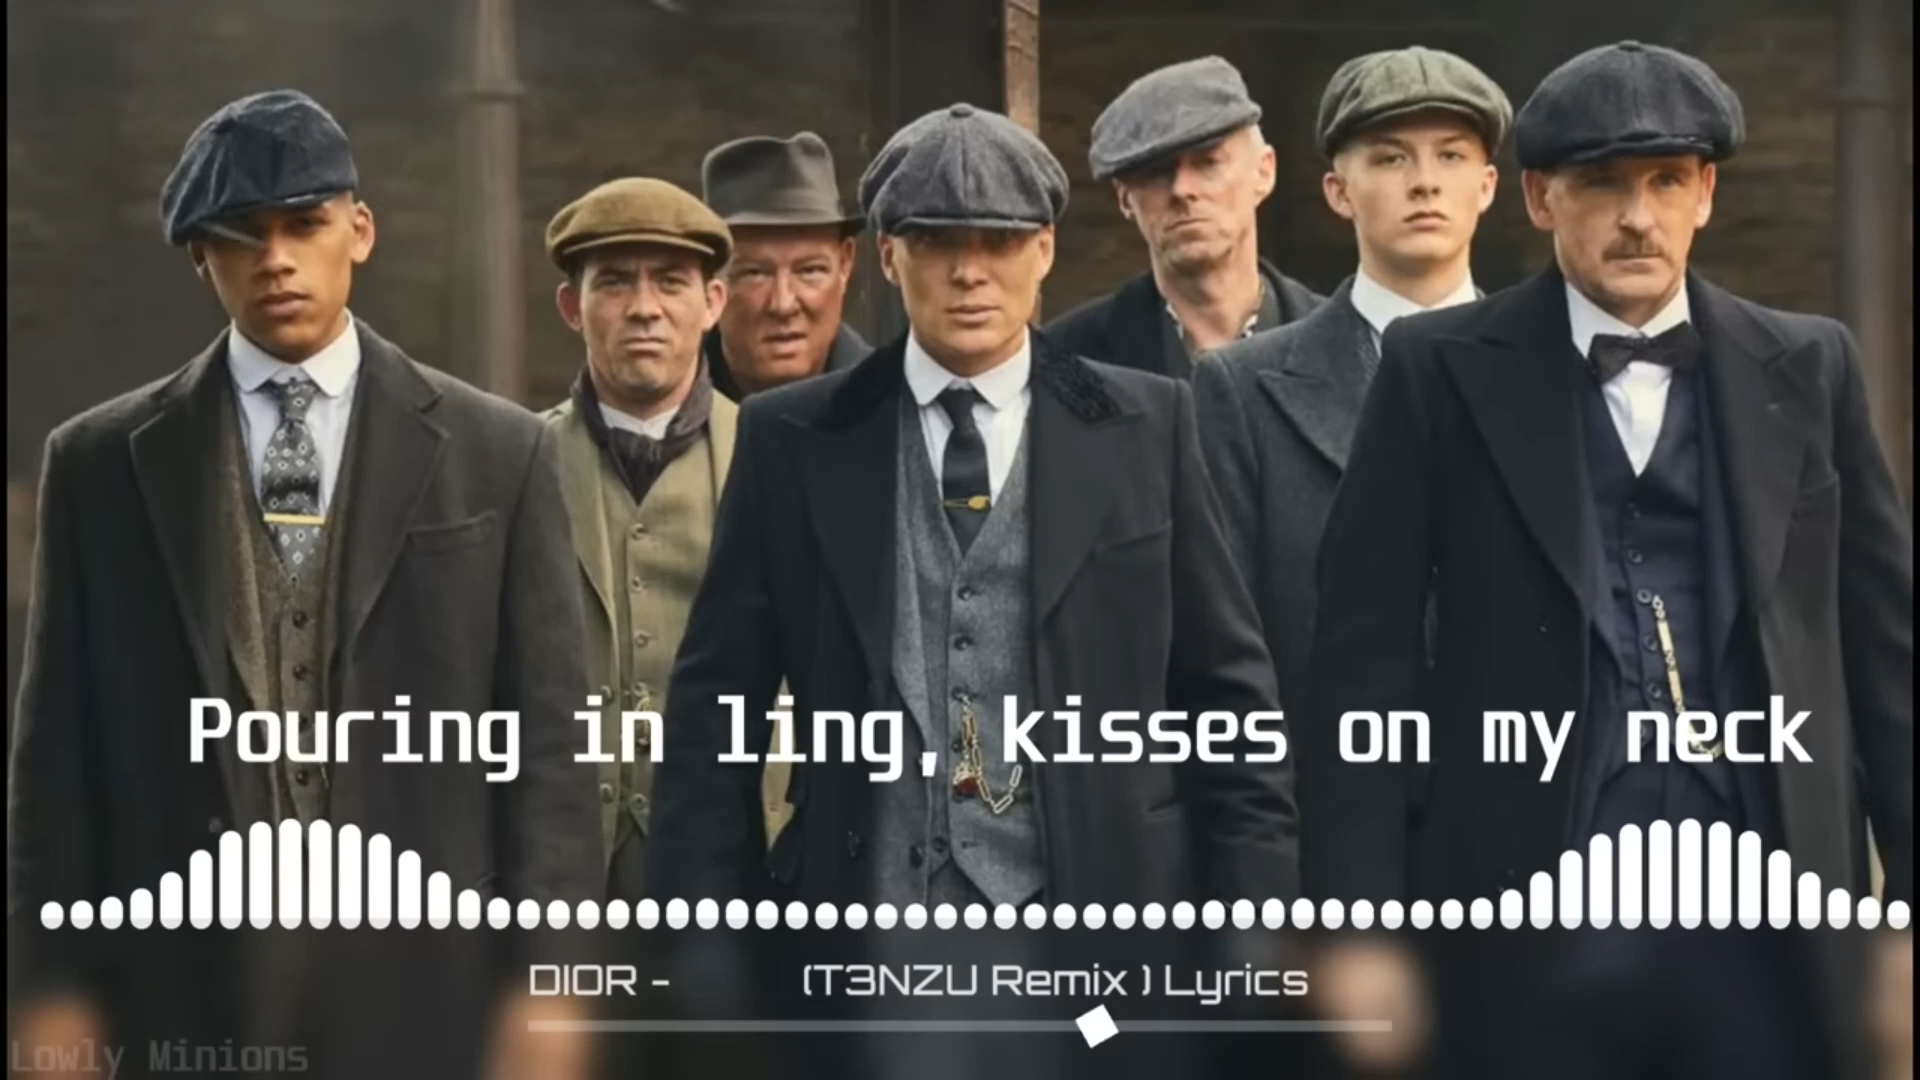 Pouring in ling, kisses on my neck
DIOR - (T3NZU Remix ) Lyrics
Lowly Minions